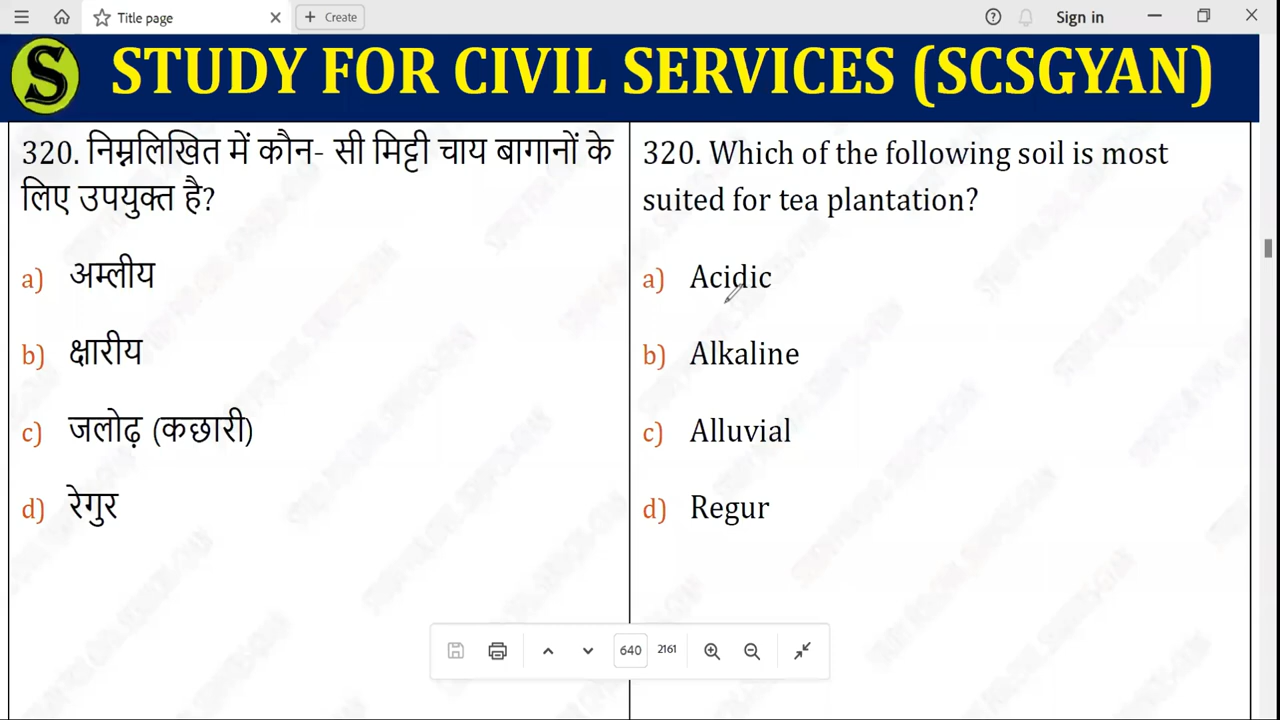 Title page
Create
Sign in
S
STUDY FOR CIVIL SERVICES (SCSGYAN)
320. निम्नलिखित में कौन- सी मिट्टी चाय बागानों के
लिए उपयुक्त है?
a) अम्लीय
b) क्षारीय
c) जलोढ़ (कछारी)
d) रेगुर
320. Which of the following soil is most
suited for tea plantation?
a) Acidic
b) Alkaline
c) Alluvial
d) Regur
640 2161